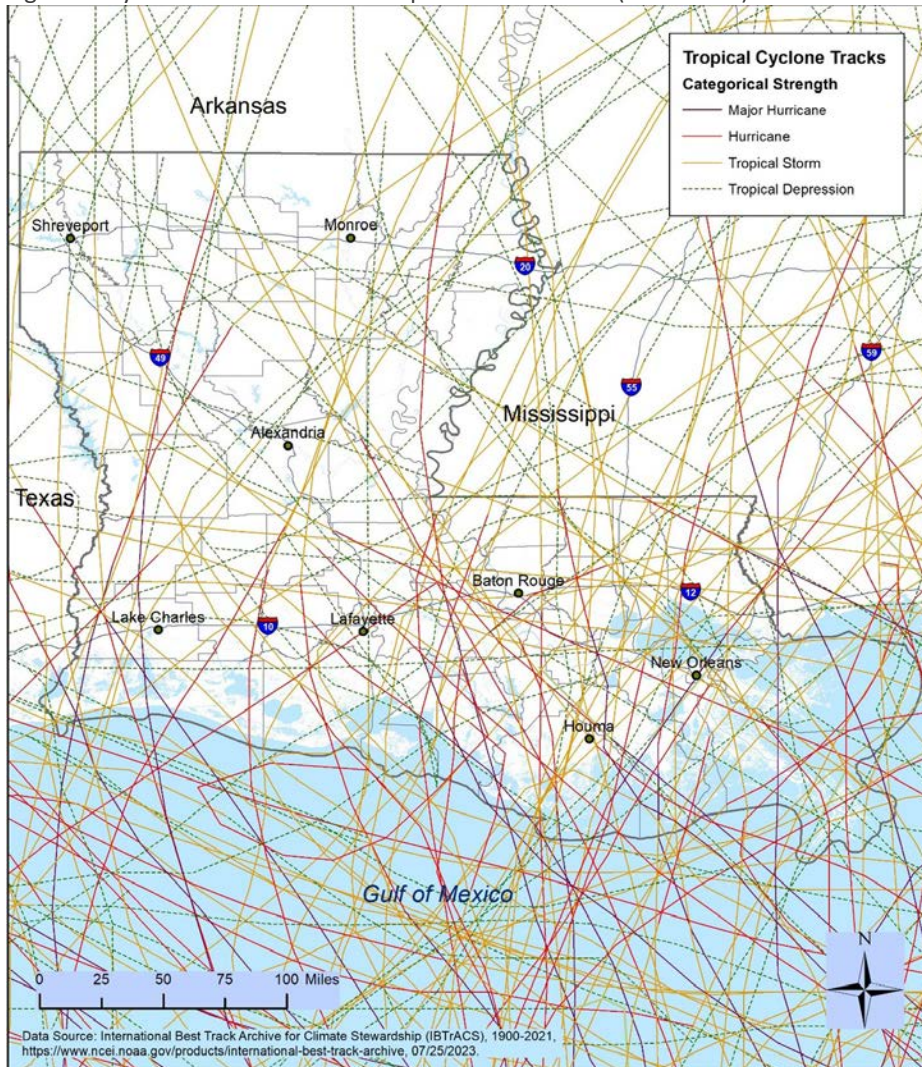 Tropical Cyclone Tracks
Categorical Strength
Major Hurricane
Hurricane
Tropical Storm
Tropical Depression
Arkansas
Shreveport
Monroe
20
49
59
55
Mississippi
Alexandria
Texas
Baton Rouge
12
Lake Charles
10
Lafayette
New Orleans
Houma
Gulf of Mexico
N
0 25 50 75 100 Miles
Data Source: International Best Track Archive for Climate Stewardship (IBTrACS), 1900-2021,
https://www.ncei.noaa.gov/products/international-best-track-archive, 07/25/2023.